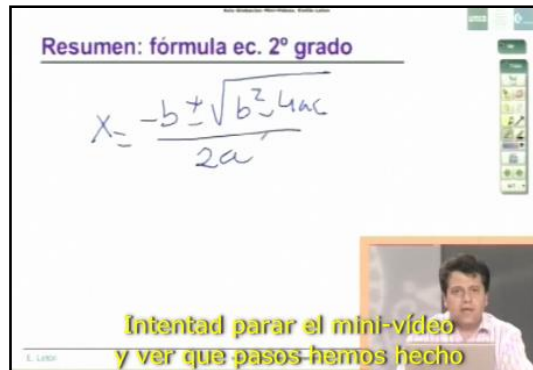 Resumen: fórmula ec. 2º grado
x = -b ± √b² - 4ac
2a
Intentad parar el mini-vídeo
y ver que pasos hemos hecho
E. Letón